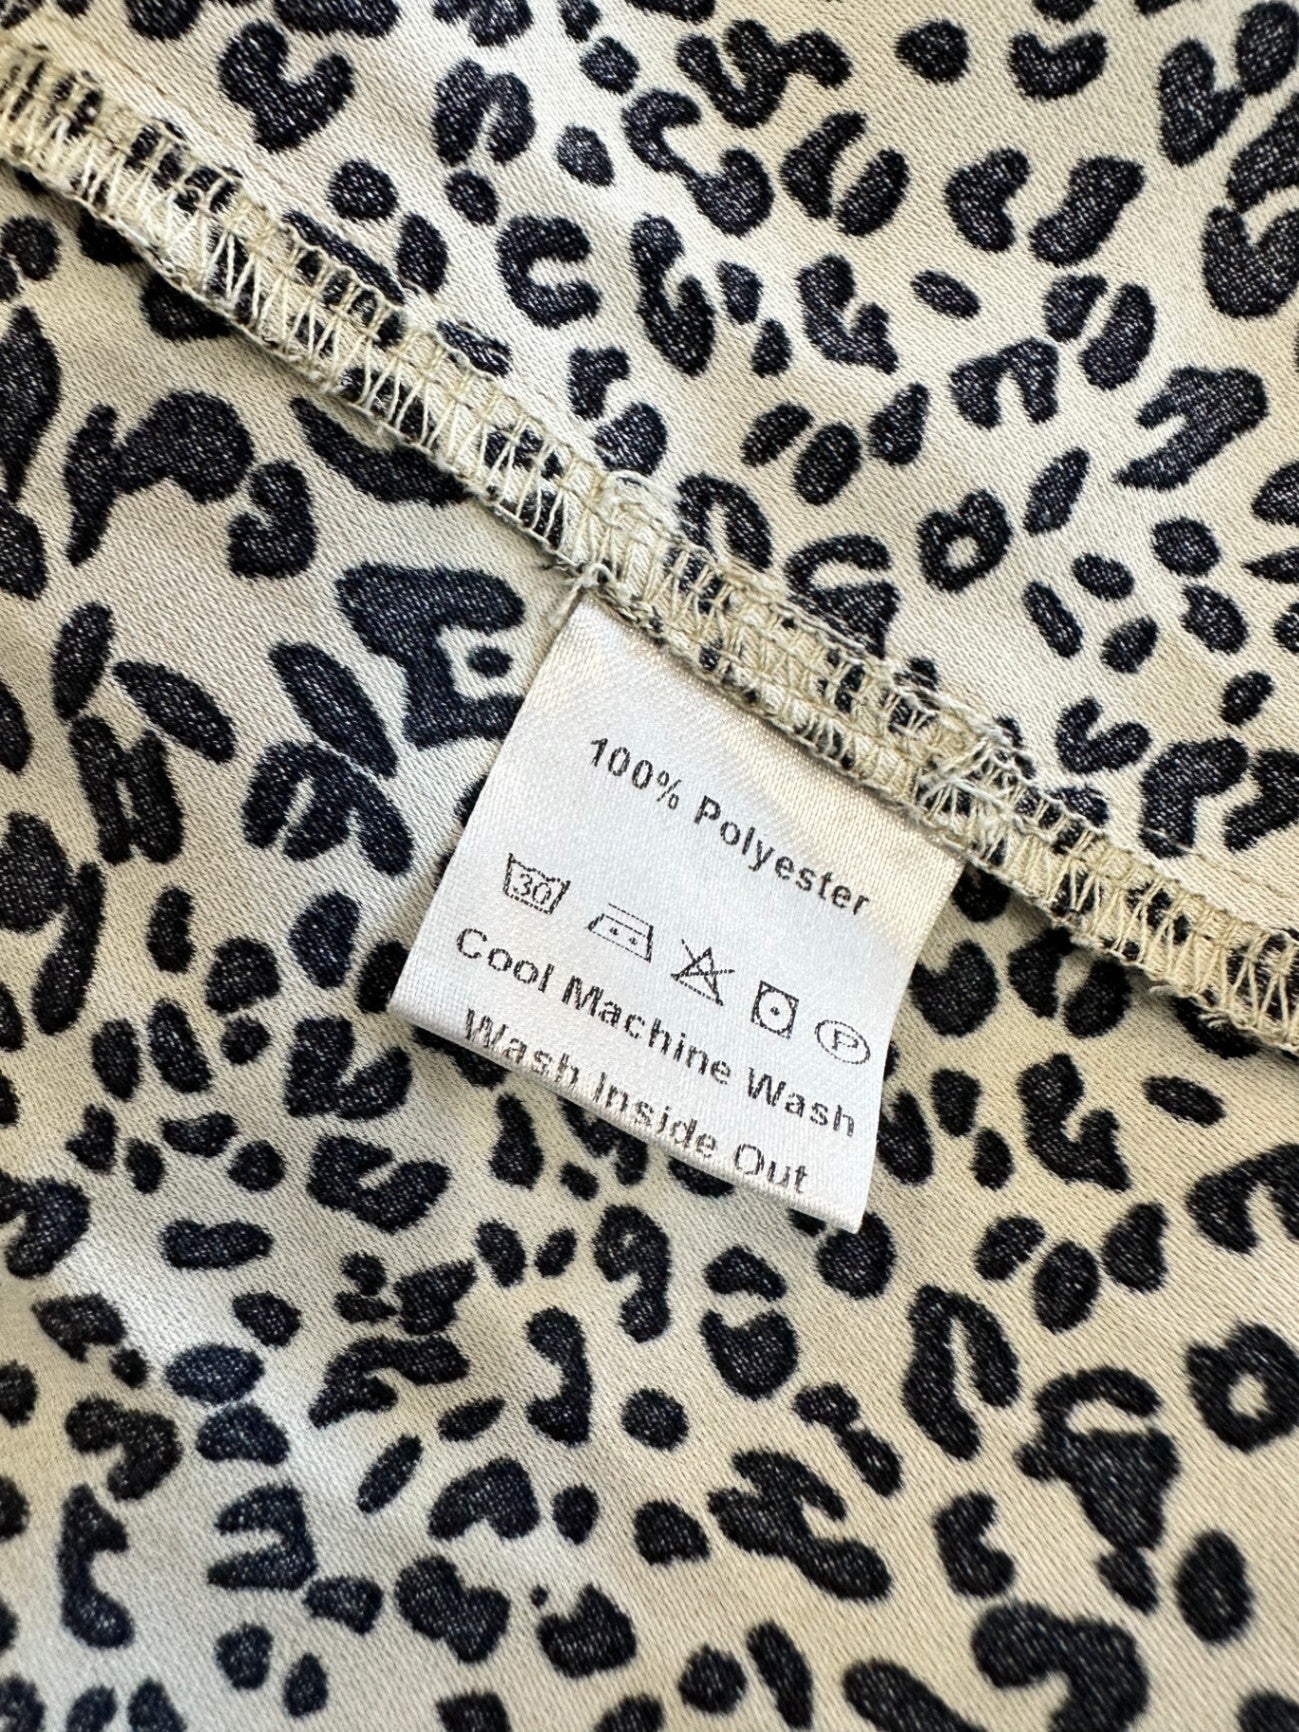 100% Polyester
30 P
Cool Machine Wash
Wash Inside Out